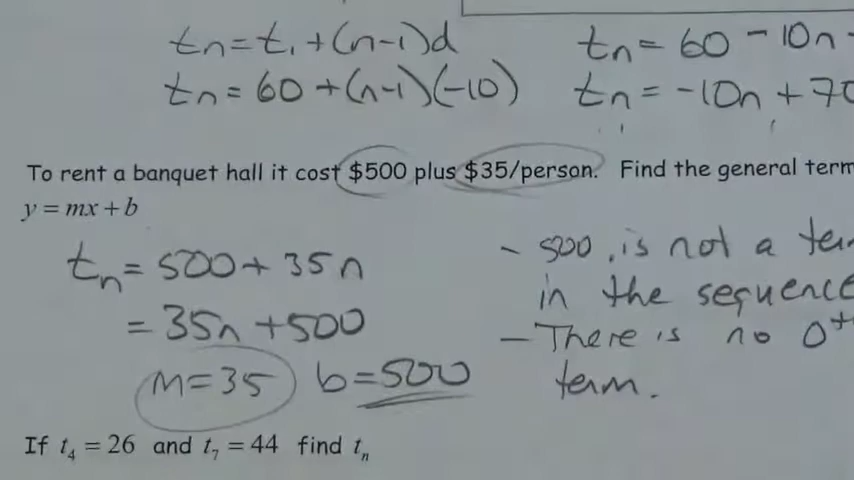 tn = t1 + (n-1)d
tn = 60 + (n-1)(-10)
tn = 60 - 10n
tn = -10n + 70
To rent a banquet hall it cost $500 plus $35/person. Find the general term
y = mx + b
tn = 500 + 35n
= 35n + 500
m = 35 b = 500
- 500 is not a
in the sequence
- There is no 0th
term.
If t4 = 26 and t7 = 44 find tn